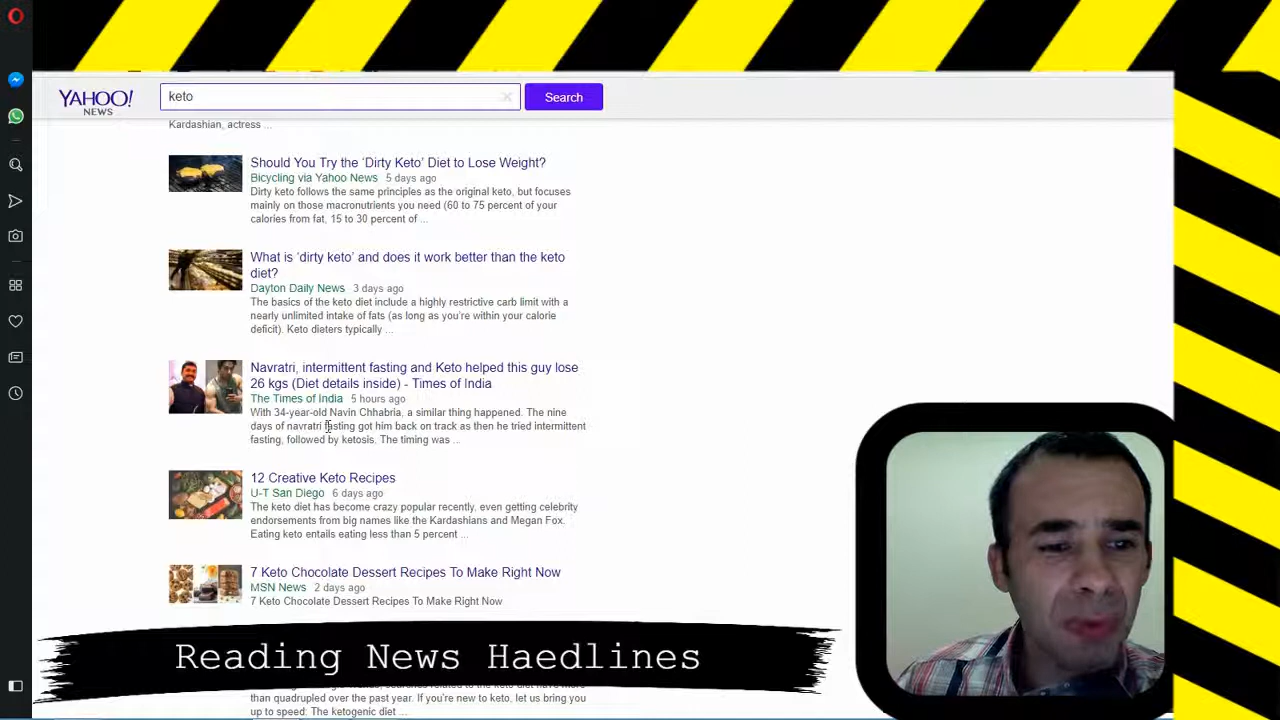 YAHOO!
NEWS
keto
Search
Kardashian, actress ...
Should You Try the ‘Dirty Keto’ Diet to Lose Weight?
Bicycling via Yahoo News 5 days ago
Dirty keto follows the same principles as the original keto, but focuses
mainly on those macronutrients you need (60 to 75 percent of your
calories from fat, 15 to 30 percent of ...
What is ‘dirty keto’ and does it work better than the keto
diet?
Dayton Daily News 3 days ago
The basics of the keto diet include a highly restrictive carb limit with a
nearly unlimited intake of fats (as long as you’re within your calorie
deficit). Keto dieters typically ...
Navratri, intermittent fasting and Keto helped this guy lose
26 kgs (Diet details inside) - Times of India
The Times of India 5 hours ago
With 34-year-old Navin Chhabria, a similar thing happened. The nine
days of navratri fasting got him back on track as then he tried intermittent
fasting, followed by ketosis. The timing was ...
12 Creative Keto Recipes
U-T San Diego 6 days ago
The keto diet has become crazy popular recently, even getting celebrity
endorsements from big names like the Kardashians and Megan Fox.
Eating keto entails eating less than 5 percent ...
7 Keto Chocolate Dessert Recipes To Make Right Now
MSN News 2 days ago
7 Keto Chocolate Dessert Recipes To Make Right Now
Reading News Haedlines
than quadrupled over the past year. If you're new to keto, let us bring you
up to speed: The ketogenic diet ...